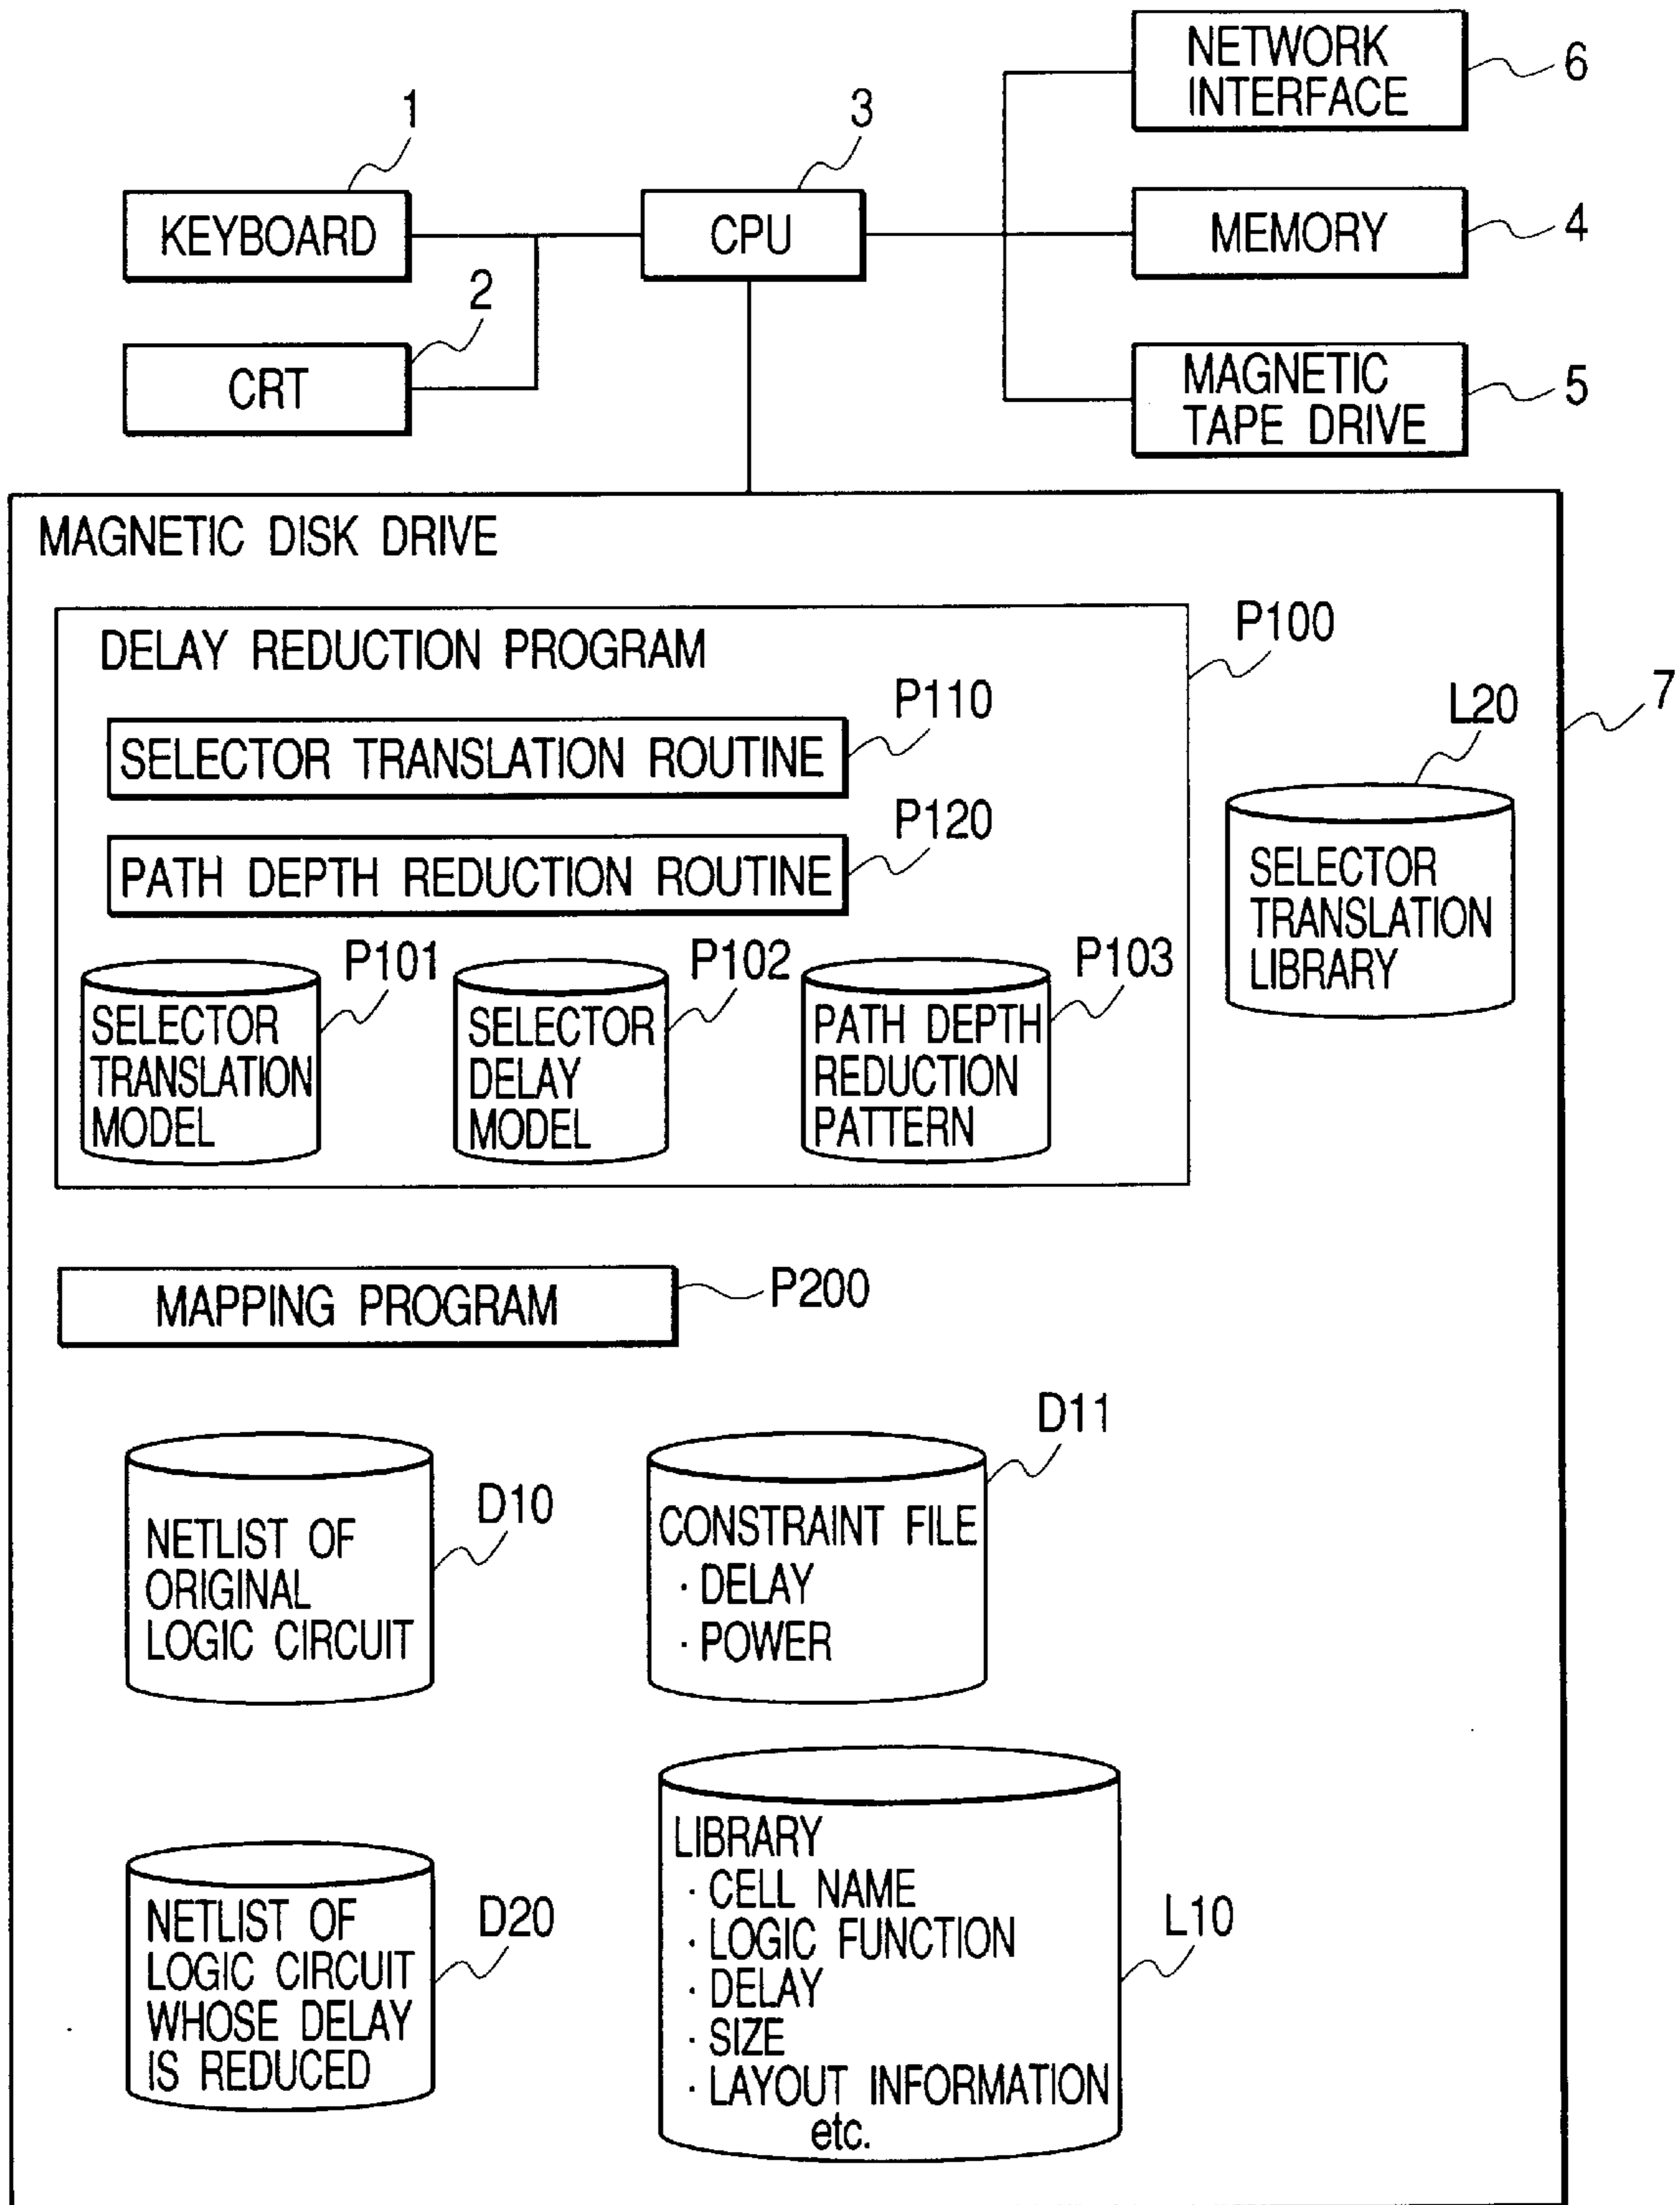 NETWORK
INTERFACE
6
1
3
KEYBOARD
CPU
MEMORY
4
2
CRT
MAGNETIC
TAPE DRIVE
5
MAGNETIC DISK DRIVE
P100
DELAY REDUCTION PROGRAM
7
P110
L20
SELECTOR TRANSLATION ROUTINE
P120
PATH DEPTH REDUCTION ROUTINE
SELECTOR
TRANSLATION
LIBRARY
P101
P102
P103
SELECTOR
TRANSLATION
MODEL
SELECTOR
DELAY
MODEL
PATH DEPTH
REDUCTION
PATTERN
MAPPING PROGRAM
P200
D11
D10
NETLIST OF
ORIGINAL
LOGIC CIRCUIT
CONSTRAINT FILE
· DELAY
· POWER
NETLIST OF
LOGIC CIRCUIT
WHOSE DELAY
IS REDUCED
D20
LIBRARY
· CELL NAME
· LOGIC FUNCTION
· DELAY
· SIZE
· LAYOUT INFORMATION
etc.
L10